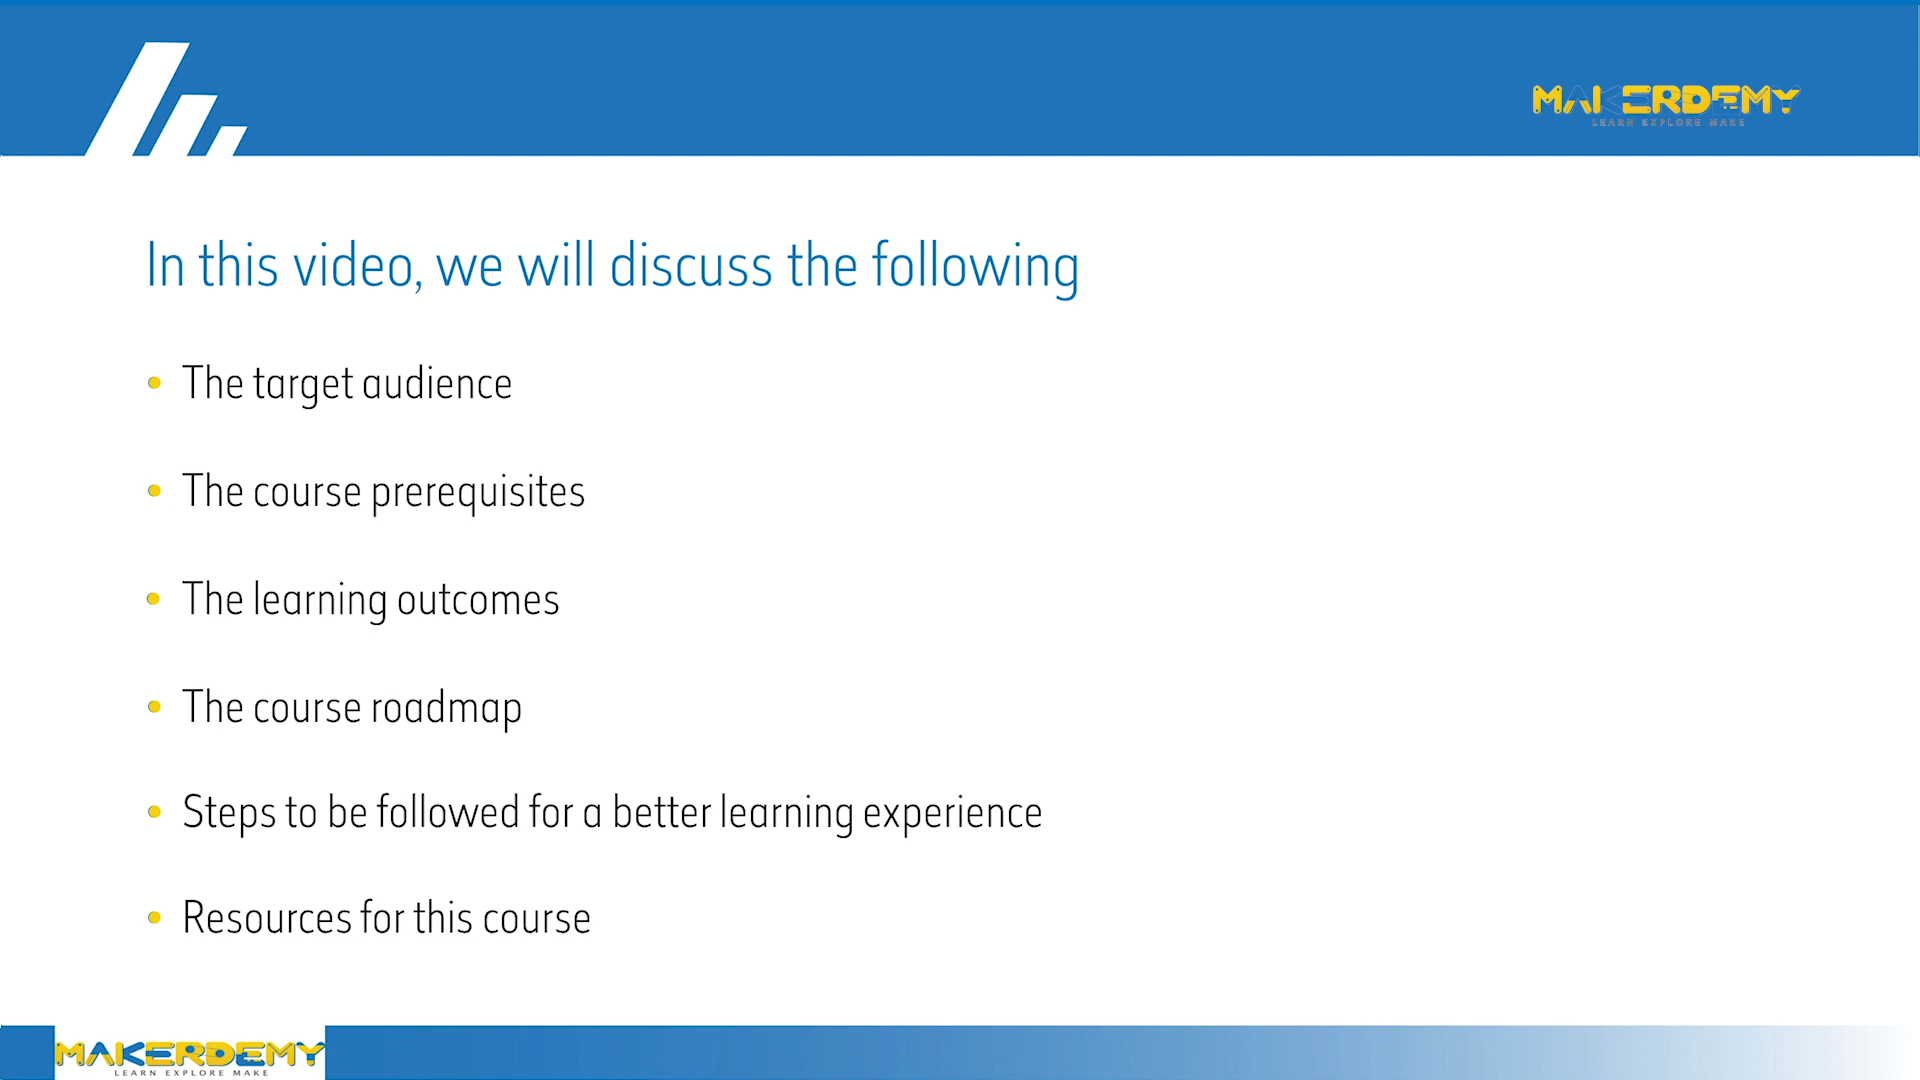 MAKERDEMY
LEARN EXPLORE MAKE
In this video, we will discuss the following
• The target audience
• The course prerequisites
• The learning outcomes
• The course roadmap
• Steps to be followed for a better learning experience
• Resources for this course
MAKERDEMY
LEARN EXPLORE MAKE